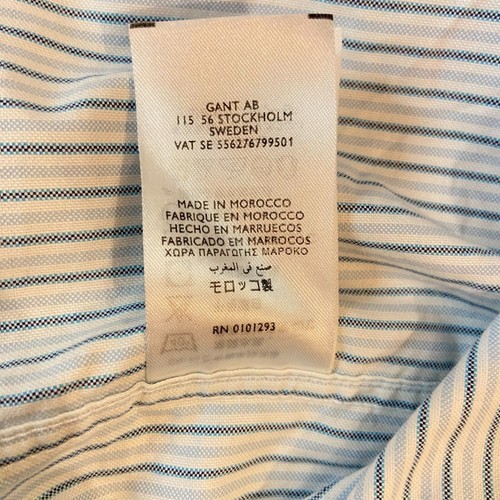 GANT AB
115 56 STOCKHOLM
SWEDEN
VAT SE 556276799501
MADE IN MOROCCO
FABRIQUE EN MOROCCO
HECHO EN MARRUECOS
FABRICADO EM MARROCOS
ΧΩΡΑ ΠΑΡΑΓΩΓΗΣ ΜΑΡΟΚΟ
صنع في المغرب
モロッコ製
RN 0101293